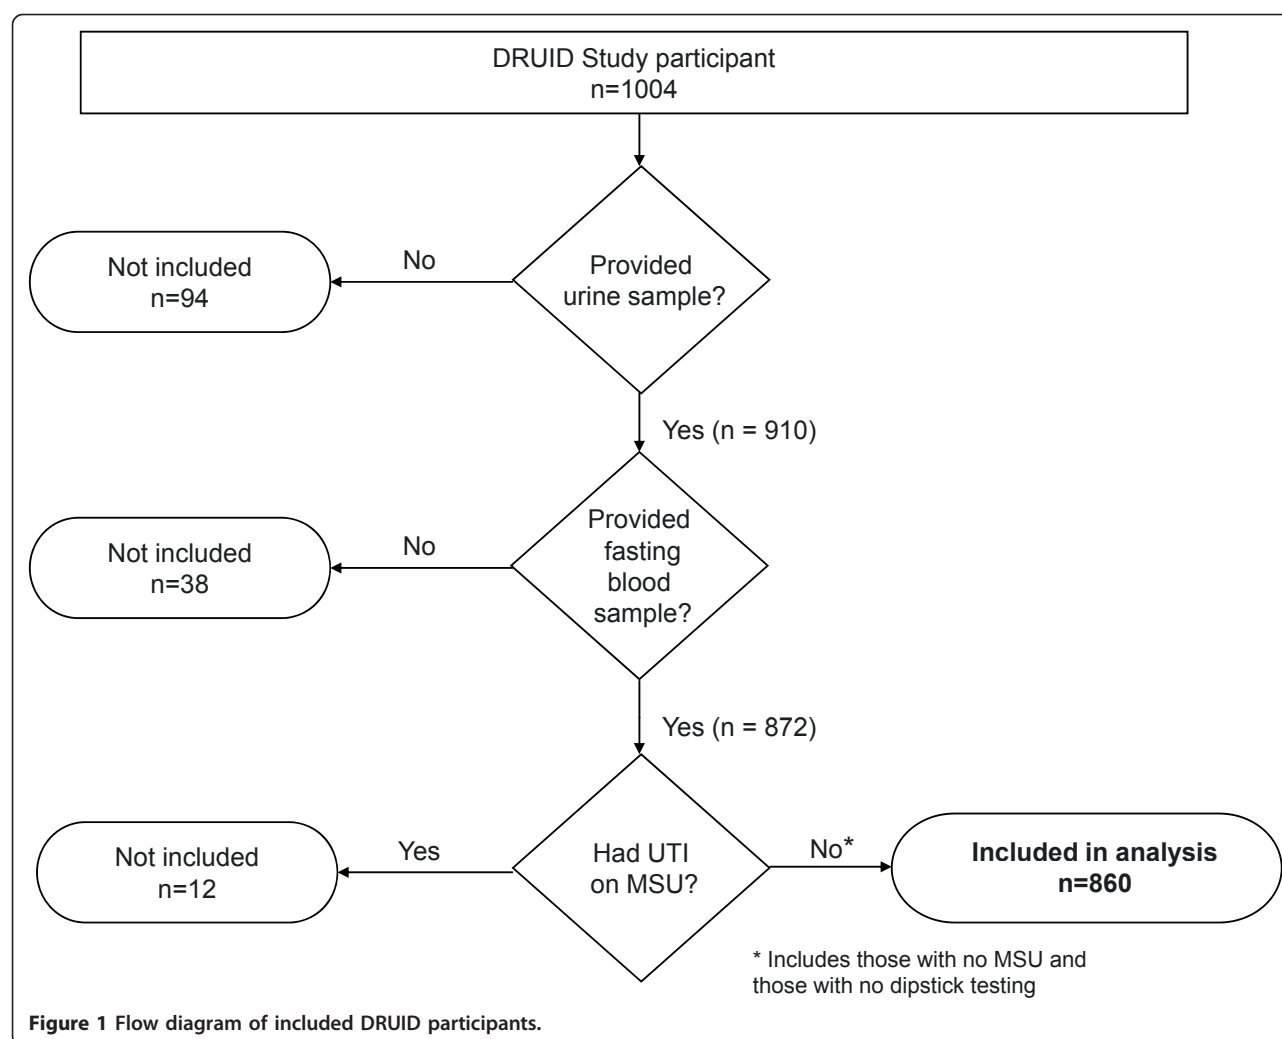 DRUID Study participant
n=1004
Provided
urine sample?
No
Not included
n=94
Yes (n = 910)
Provided
fasting
blood
sample?
No
Not included
n=38
Yes (n = 872)
Had UTI
on MSU?
Yes
Not included
n=12
No*
Included in analysis
n=860
* Includes those with no MSU and
those with no dipstick testing
Figure 1 Flow diagram of included DRUID participants.